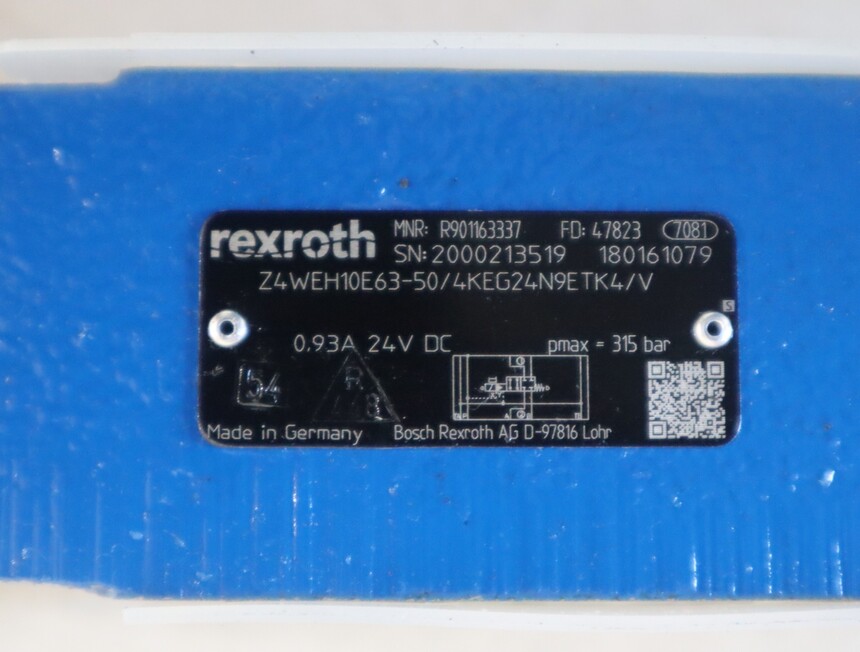 rexroth
MNR: R901163337 FD: 47823 7081
SN: 2000213519 180161079
Z4WEH10E63-50/4KEG24N9ETK4/V
S
0,93A 24V DC pmax = 315 bar
54
R
8
Made in Germany Bosch Rexroth AG D-97816 Lohr